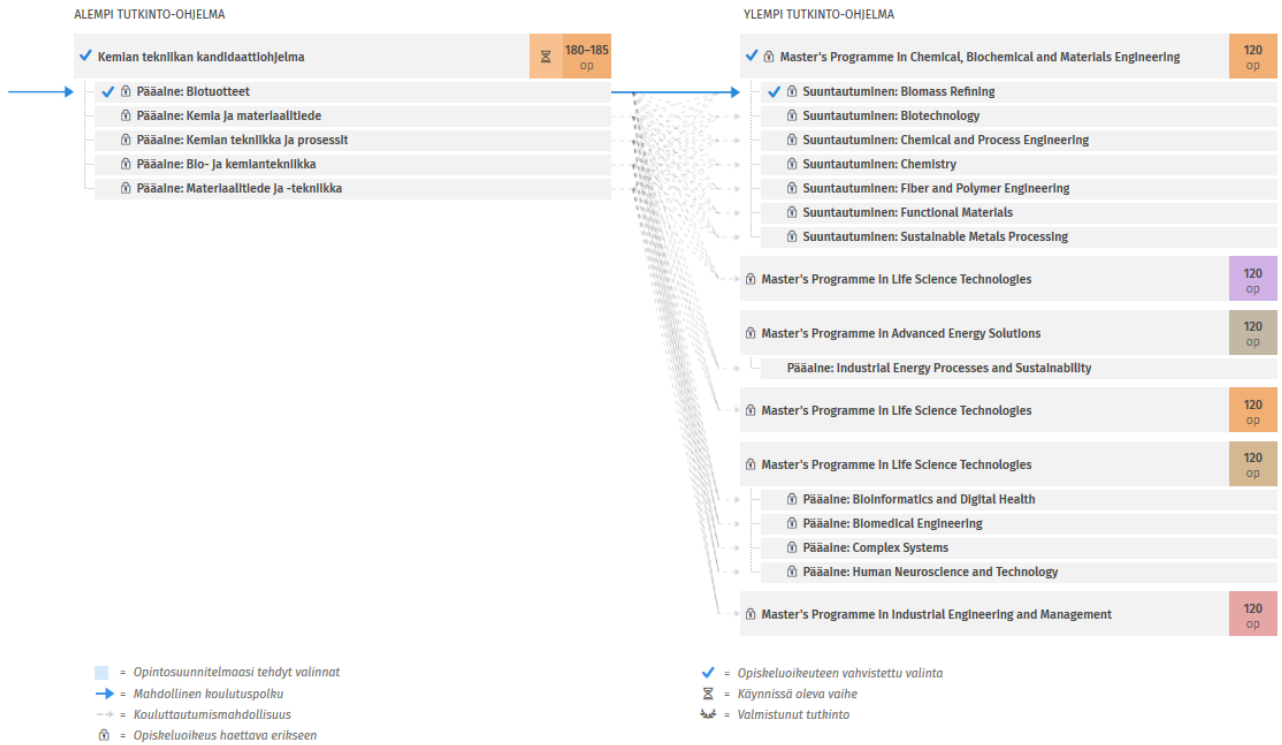 ALEMPI TUTKINTO-OHJELMA
Kemian tekniikan kandidaattiohjelma
180–185
op
Pääaine: Biotuotteet
Pääaine: Kemia ja materiaalitiede
Pääaine: Kemian tekniikka ja prosessit
Pääaine: Bio- ja kemiantekniikka
Pääaine: Materiaalitiede ja -tekniikka
YLEMPI TUTKINTO-OHJELMA
Master's Programme in Chemical, Biochemical and Materials Engineering
120
op
Suuntautuminen: Biomass Refining
Suuntautuminen: Biotechnology
Suuntautuminen: Chemical and Process Engineering
Suuntautuminen: Chemistry
Suuntautuminen: Fiber and Polymer Engineering
Suuntautuminen: Functional Materials
Suuntautuminen: Sustainable Metals Processing
Master's Programme in Life Science Technologies
120
op
Master's Programme in Advanced Energy Solutions
120
op
Pääaine: Industrial Energy Processes and Sustainability
Master's Programme in Life Science Technologies
120
op
Master's Programme in Life Science Technologies
120
op
Pääaine: Bioinformatics and Digital Health
Pääaine: Biomedical Engineering
Pääaine: Complex Systems
Pääaine: Human Neuroscience and Technology
Master's Programme in Industrial Engineering and Management
120
op
= Opintosuunnitelmaasi tehdyt valinnat
= Mahdollinen koulutuspolku
= Kouluttautumismahdollisuus
= Opiskeluoikeus haettava erikseen
= Opiskeluoikeuteen vahvistettu valinta
= Käynnissä oleva vaihe
= Valmistunut tutkinto